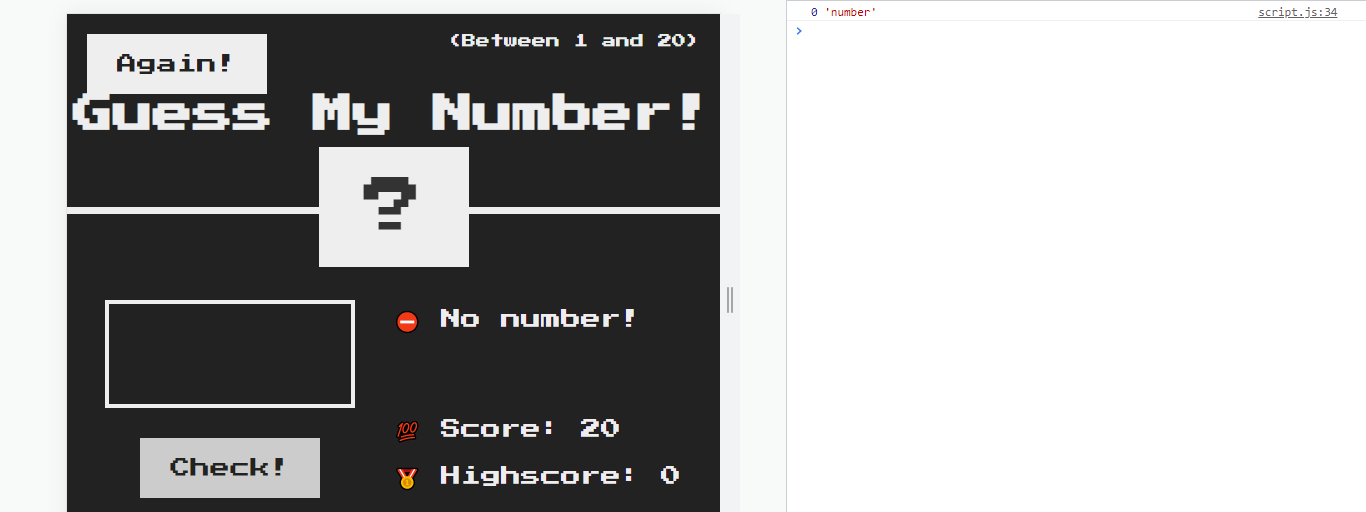 (Between 1 and 20)
Again!
Guess My Number!
?
⛔ No number!
💯 Score: 20
🥇 Highscore: 0
Check!
0 'number' script.js:34
>